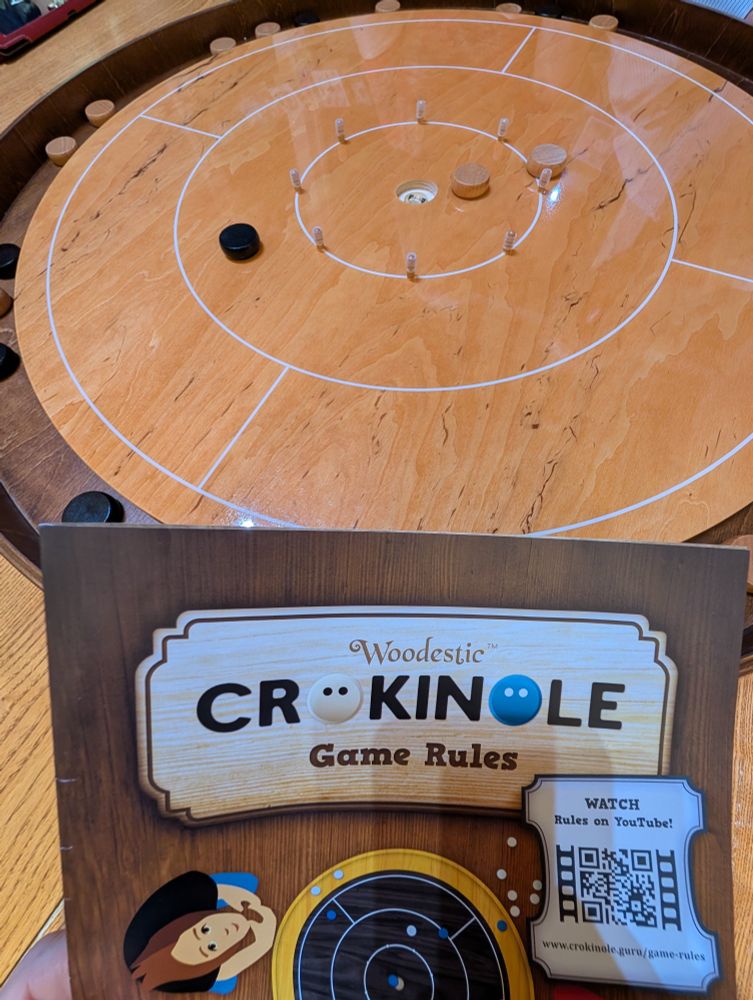 Woodestic™
CROKINOLE
Game Rules
WATCH
Rules on YouTube!
www.crokinole.guru/game-rules